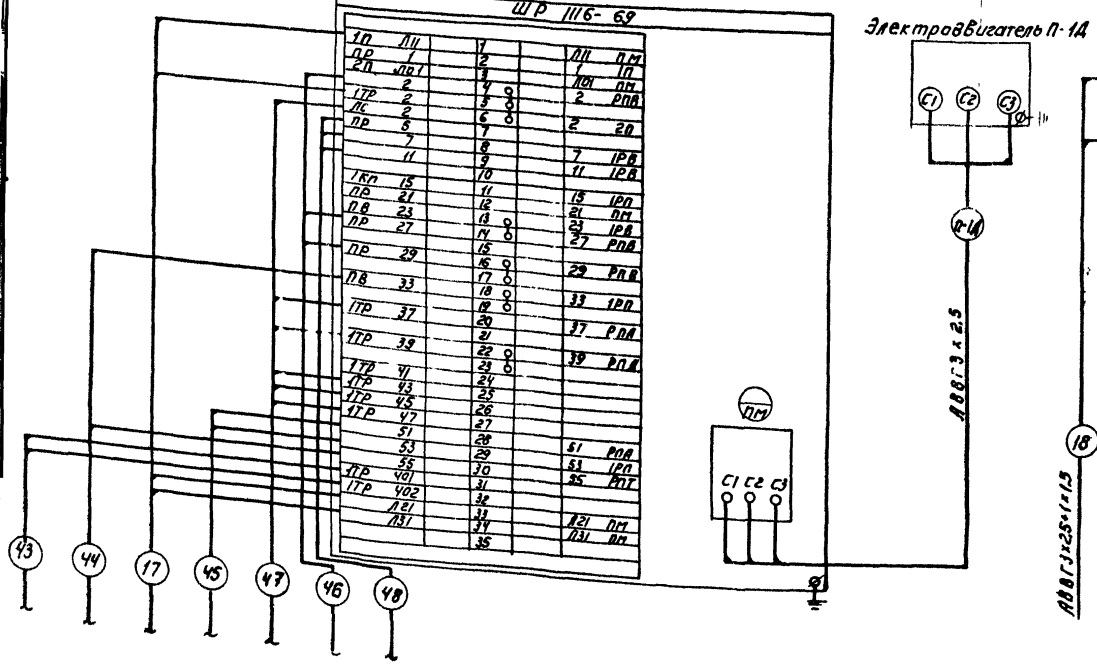 ШР 1116-69
Электродвигатель П-1Д
1П Л11 1 Л11 ПМ
ПР 1 2 1 1П
2П Л01 3 Л01 ПМ
2 4 2 РПВ
1ТР 2 5
ПС 2 6 2 2П
ПР 6 7
7 8 7 1РВ
11 9 11 1РВ
10
1КП 15 11 15 1РП
ПР 21 12 21 ПМ
ПВ 23 13 23 1РВ
ПР 27 14 27 РПВ
15
ПР 29 16 29 РПВ
17
ПВ 33 18 33 1РП
19
1ТР 37 20 37 РПВ
21
1ТР 39 22 39 РПВ
23
1ТР 41 24
1ТР 43 25
1ТР 45 26
1ТР 47 27
51 28 51 РПВ
53 29 53 1РП
55 30 55 РПТ
1ТР 401 31
1ТР 402 32
Л21 33 Л21 ПМ
Л31 34 Л31 ПМ
35
С1 С2 С3
П-1Д
АВВГ 3 х 2,5
ПМ
С1 С2 С3
18
АВВГ 3х2,5+1х1,5
43
44
17
45
47
46
48